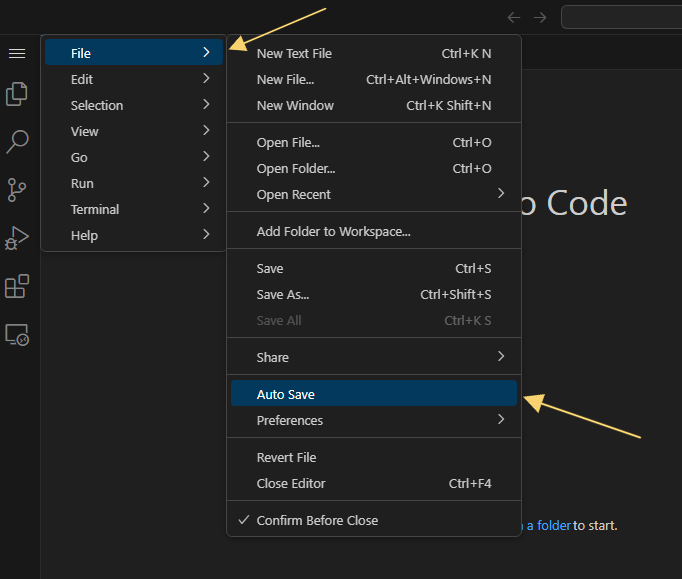 File
Edit
Selection
View
Go
Run
Terminal
Help
New Text File Ctrl+K N
New File... Ctrl+Alt+Windows+N
New Window Ctrl+K Shift+N
Open File... Ctrl+O
Open Folder... Ctrl+O
Open Recent
Add Folder to Workspace...
Save Ctrl+S
Save As... Ctrl+Shift+S
Save All Ctrl+K S
Share
Auto Save
Preferences
Revert File
Close Editor Ctrl+F4
Confirm Before Close
o Code
a folder to start.